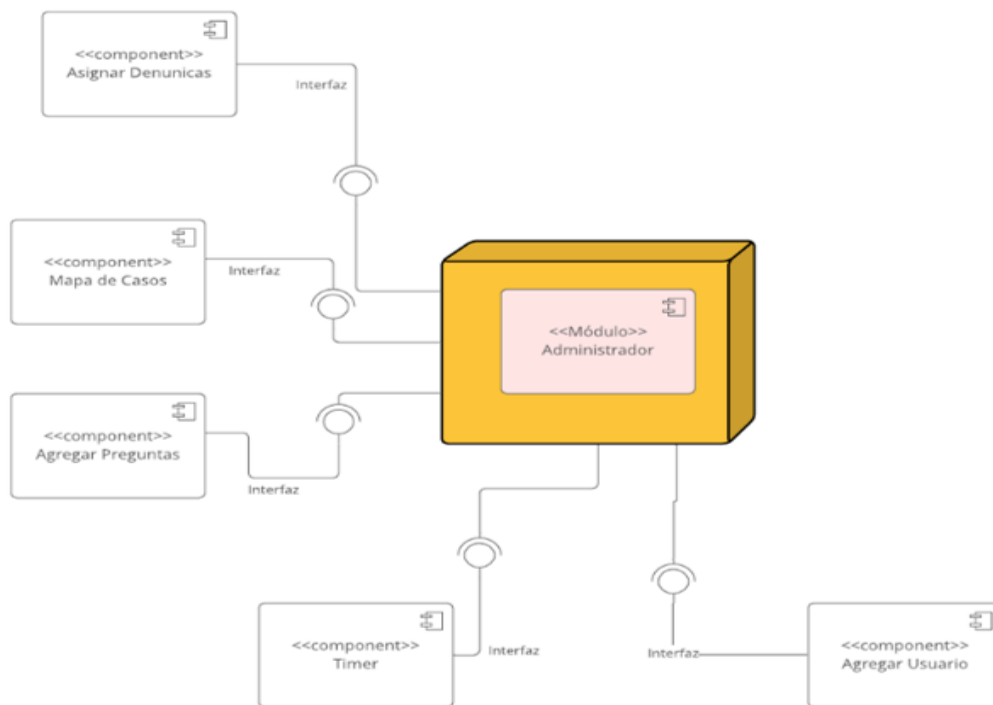 <<component>>
Asignar Denunicas
Interfaz
<<component>>
Mapa de Casos
Interfaz
<<Módulo>>
Administrador
<<component>>
Agregar Preguntas
Interfaz
<<component>>
Timer
Interfaz
Interfaz
<<component>>
Agregar Usuario